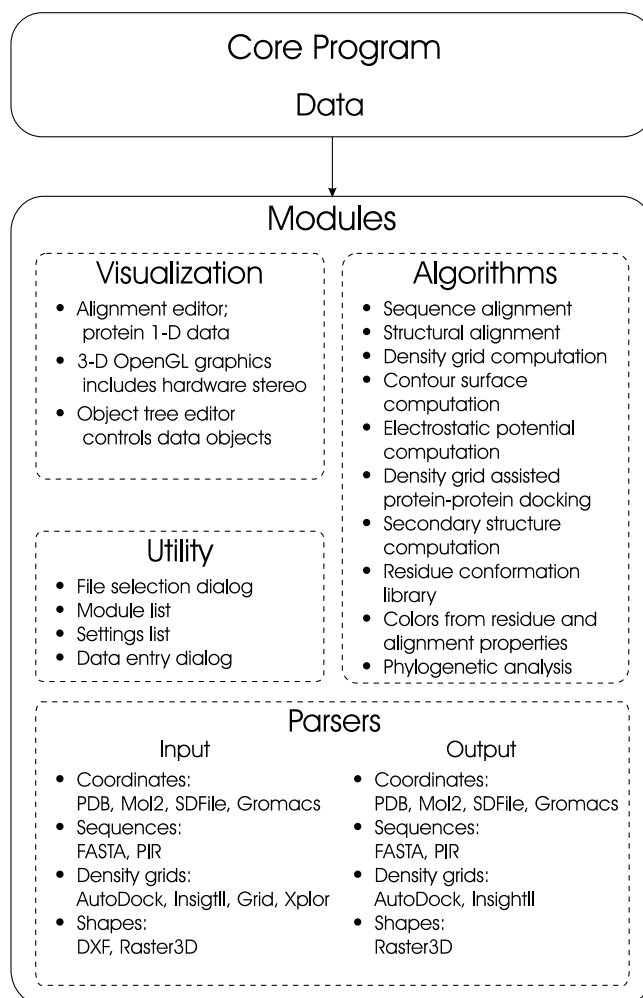 Core Program
Data
Modules
Visualization
• Alignment editor;
protein 1-D data
• 3-D OpenGL graphics
includes hardware stereo
• Object tree editor
controls data objects
Algorithms
• Sequence alignment
• Structural alignment
• Density grid computation
• Contour surface
computation
• Electrostatic potential
computation
• Density grid assisted
protein-protein docking
• Secondary structure
computation
• Residue conformation
library
• Colors from residue and
alignment properties
• Phylogenetic analysis
Utility
• File selection dialog
• Module list
• Settings list
• Data entry dialog
Parsers
Input
• Coordinates:
PDB, Mol2, SDFile, Gromacs
• Sequences:
FASTA, PIR
• Density grids:
AutoDock, InsigtII, Grid, Xplor
• Shapes:
DXF, Raster3D
Output
• Coordinates:
PDB, Mol2, SDFile, Gromacs
• Sequences:
FASTA, PIR
• Density grids:
AutoDock, InsightII
• Shapes:
Raster3D